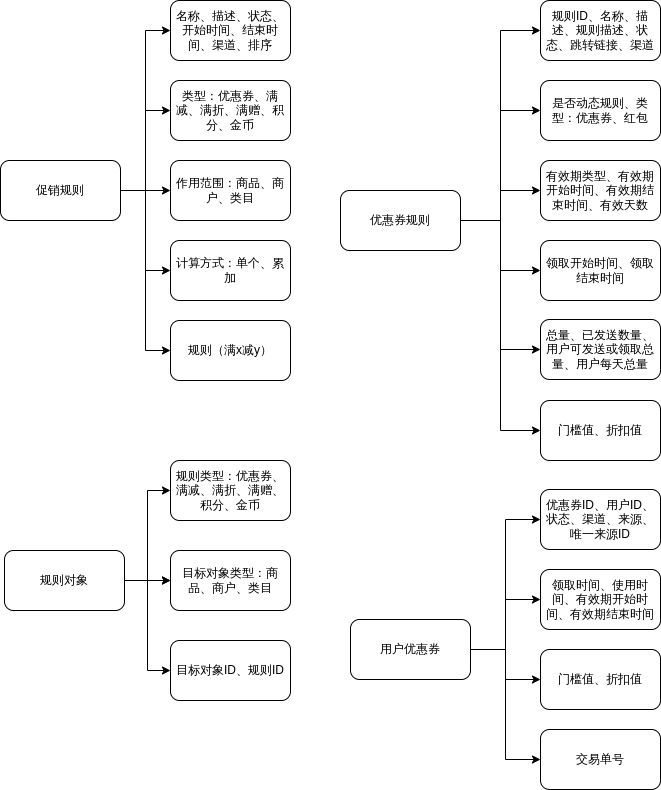 促销规则
名称、描述、状态、
开始时间、结束时
间、渠道、排序
类型：优惠券、满
减、满折、满赠、积
分、金币
作用范围：商品、商
户、类目
计算方式：单个、累
加
规则（满x减y）
优惠券规则
规则ID、名称、描
述、规则描述、状
态、跳转链接、渠道
是否动态规则、类
型：优惠券、红包
有效期类型、有效期
开始时间、有效期结
束时间、有效天数
领取开始时间、领取
结束时间
总量、已发送数量、
用户可发送或领取总
量、用户每天总量
门槛值、折扣值
规则对象
规则类型：优惠券、
满减、满折、满赠、
积分、金币
目标对象类型：商
品、商户、类目
目标对象ID、规则ID
用户优惠券
优惠券ID、用户ID、
状态、渠道、来源、
唯一来源ID
领取时间、使用时
间、有效期开始时
间、有效期结束时间
门槛值、折扣值
交易单号